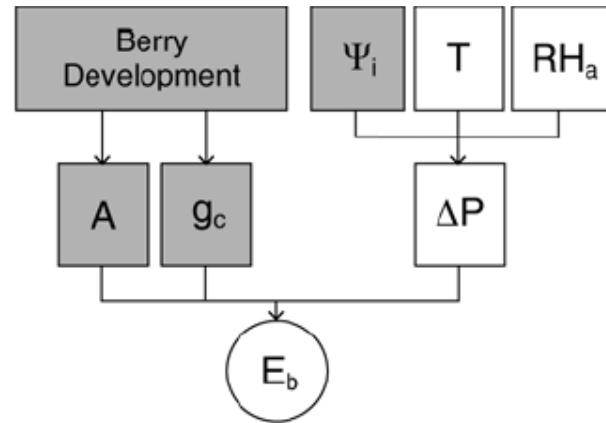 Berry
Development
Ψi
T
RHa
A
gc
ΔP
Eb